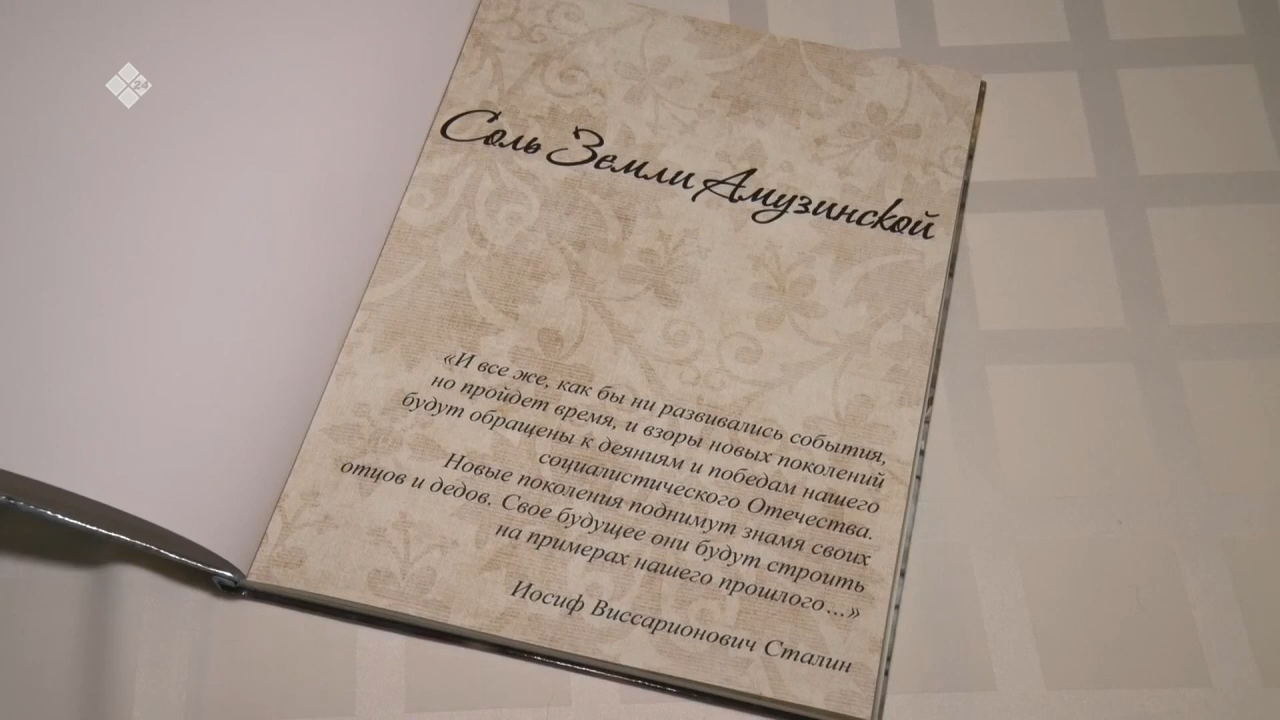 24
Соль Земли Амузинской
«И все же, как бы ни развивались события,
но пройдет время, и взоры новых поколений
будут обращены к деяниям и победам нашего
социалистического Отечества.
Новые поколения поднимут знамя своих
отцов и дедов. Свое будущее они будут строить
на примерах нашего прошлого...»
Иосиф Виссарионович Сталин